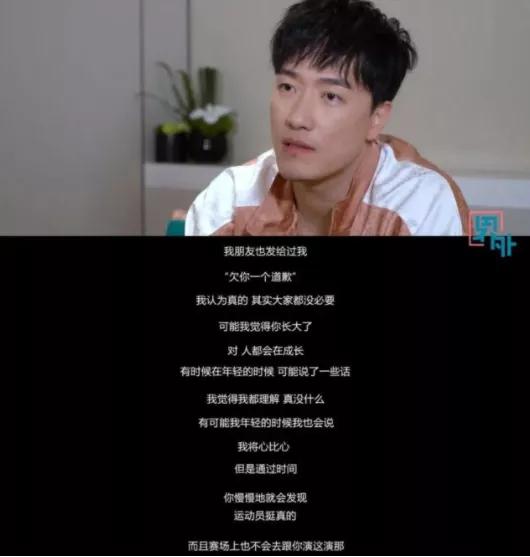 我朋友也发给过我
“欠你一个道歉”
我认为真的 其实大家都没必要
可能我觉得你长大了
对 人都会在成长
有时候在年轻的时候 可能说了一些话
我觉得我都理解 真没什么
有可能我年轻的时候我也会说
我将心比心
但是通过时间
你慢慢地就会发现
运动员挺真的
而且赛场上也不会去跟你演这演那